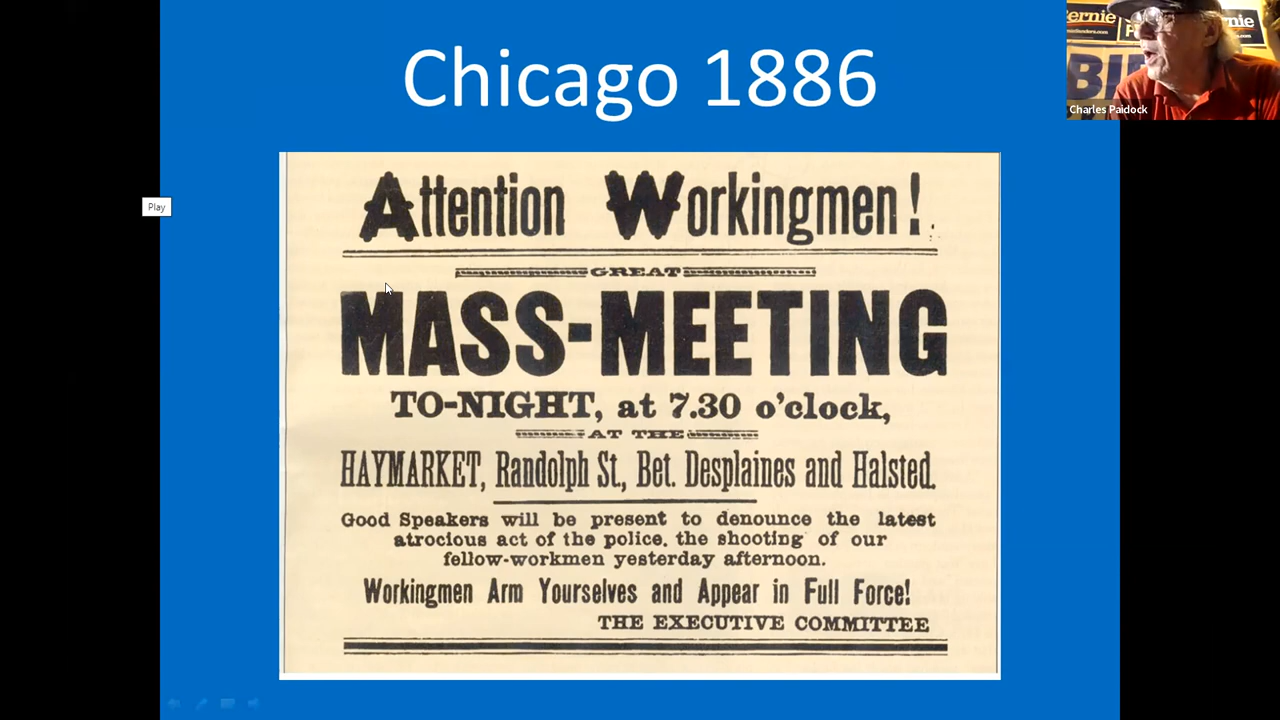 Chicago 1886
ernie
rnie
BI
Charles Paidock
Play
Attention Workingmen!
GREAT
MASS-MEETING
TO-NIGHT, at 7.30 o'clock,
AT THE
HAYMARKET, Randolph St., Bet. Desplaines and Halsted.
Good Speakers will be present to denounce the latest
atrocious act of the police, the shooting of our
fellow-workmen yesterday afternoon.
Workingmen Arm Yourselves and Appear in Full Force!
THE EXECUTIVE COMMITTEE